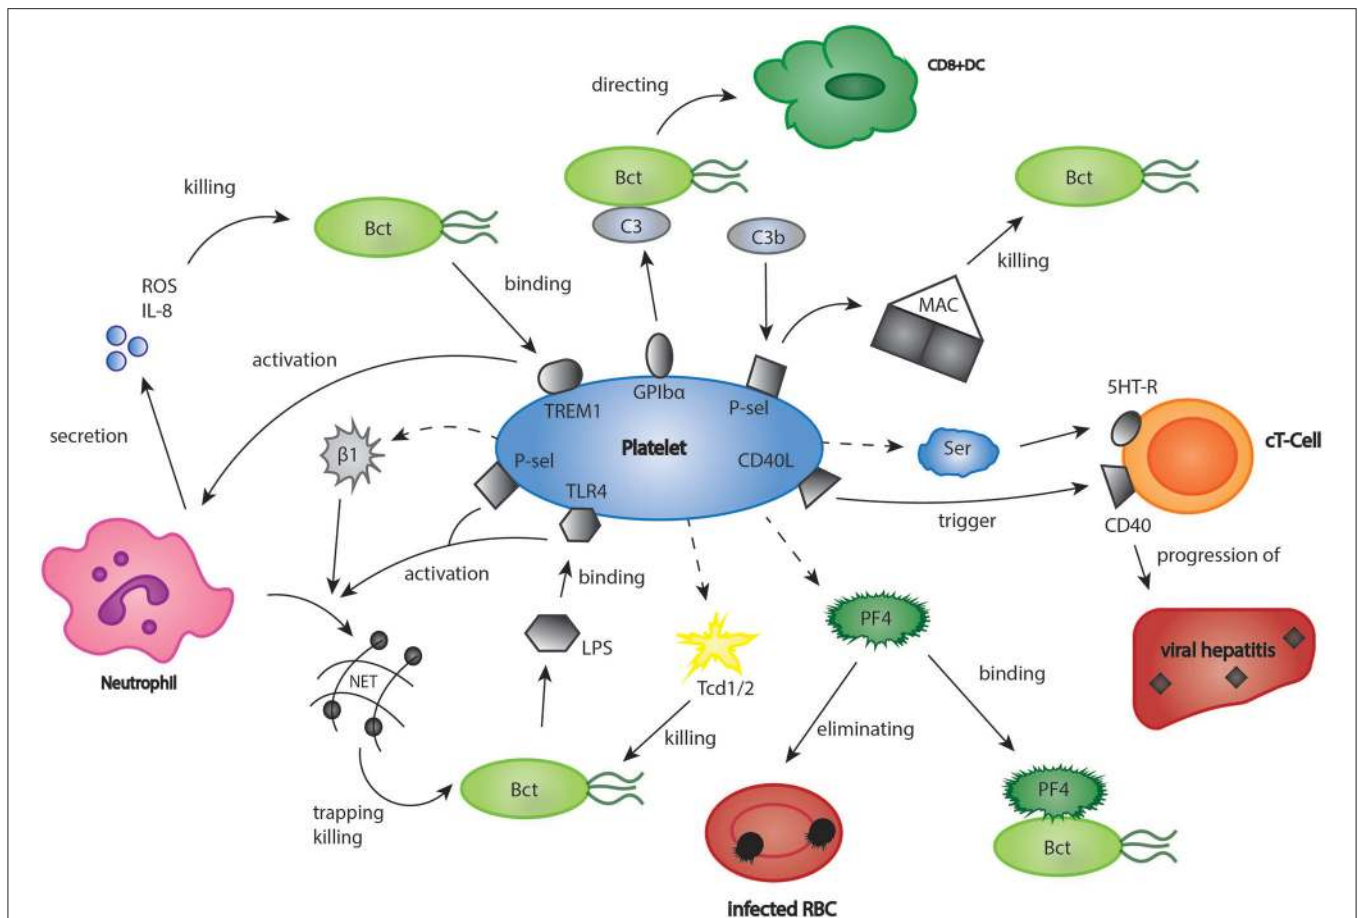 CD8+DC
directing
Bct
Bct
killing
Bct
C3
C3b
killing
binding
ROS
IL-8
MAC
activation
5HT-R
GPIbα
TREM1
P-sel
secretion
β1
Platelet
Ser
cT-Cell
P-sel
CD40L
TLR4
trigger
CD40
activation
binding
progression of
PF4
LPS
viral hepatitis
Neutrophil
NET
Tcd1/2
binding
killing
eliminating
Bct
PF4
trapping
killing
Bct
infected RBC